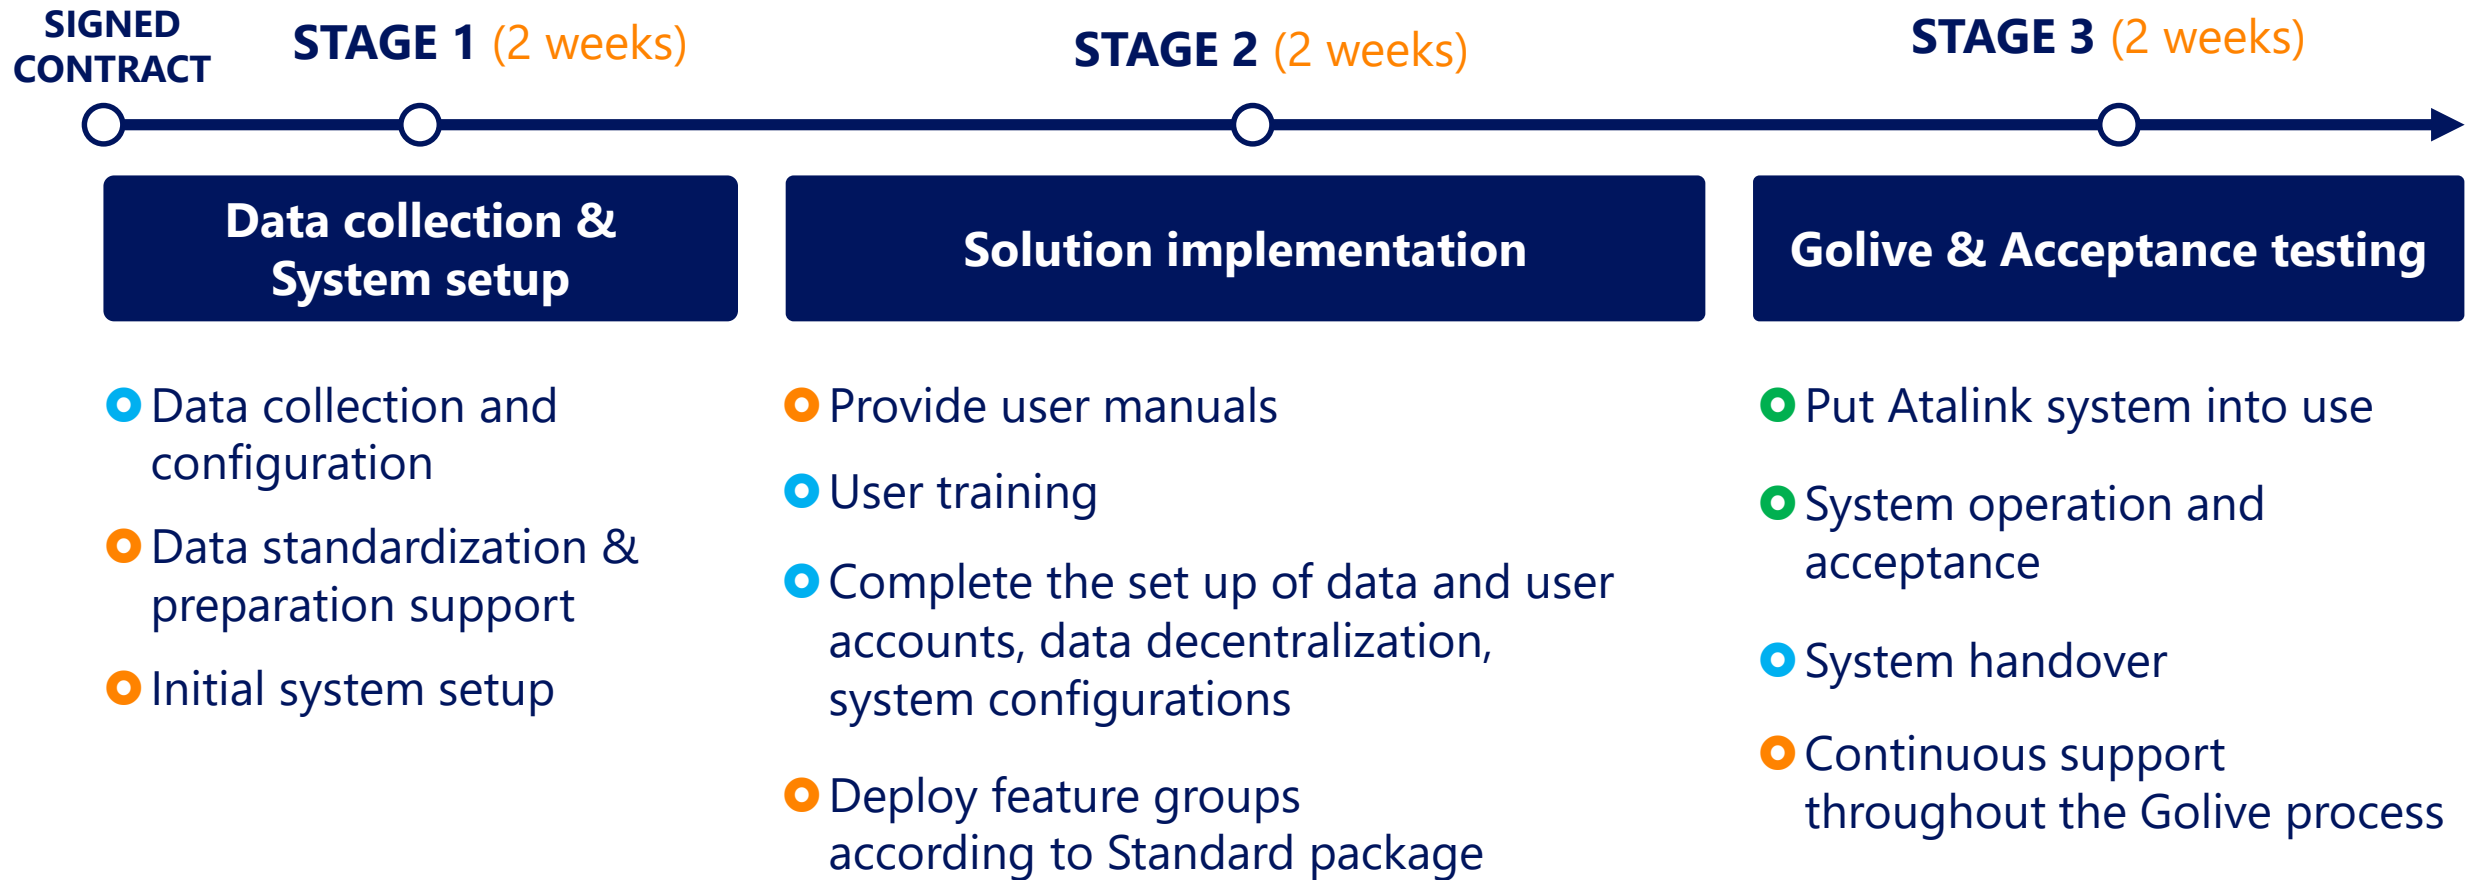 SIGNED
CONTRACT
STAGE 1 (2 weeks)
STAGE 2 (2 weeks)
STAGE 3 (2 weeks)
Data collection &
System setup
Data collection and
configuration
Data standardization &
preparation support
Initial system setup
Solution implementation
Provide user manuals
User training
Complete the set up of data and user
accounts, data decentralization,
system configurations
Deploy feature groups
according to Standard package
Golive & Acceptance testing
Put Atalink system into use
System operation and
acceptance
System handover
Continuous support
throughout the Golive process